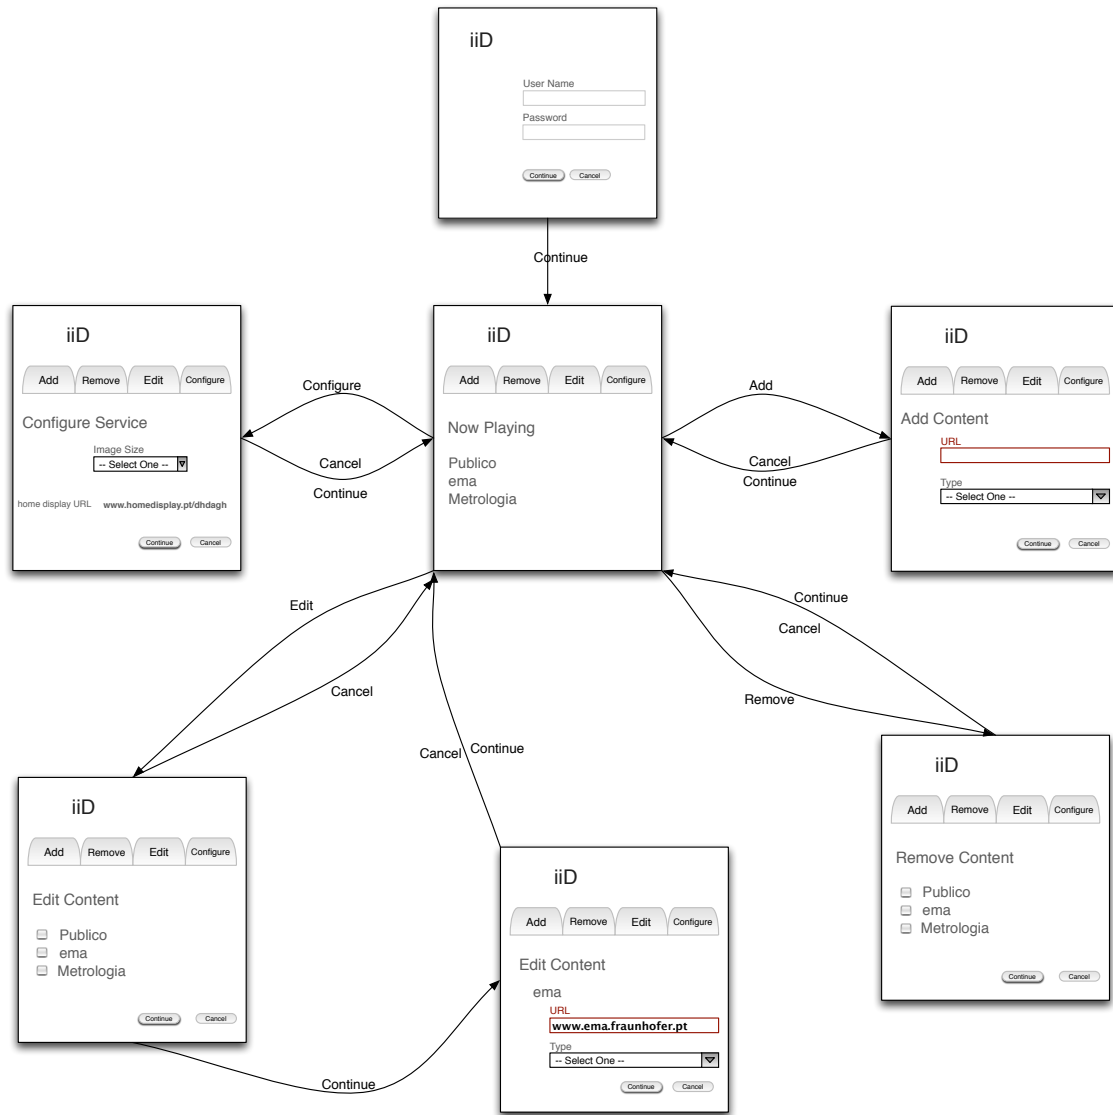 iiD
User Name
Password
Continue Cancel
Continue
iiD
Add Remove Edit Configure
Configure Service
Image Size
-- Select One --
home display URL www.homedisplay.pt/dhdagh
Continue Cancel
Configure
Cancel
Continue
iiD
Add Remove Edit Configure
Now Playing
Publico
ema
Metrologia
Add
Cancel
Continue
iiD
Add Remove Edit Configure
Add Content
URL
Type
-- Select One --
Continue Cancel
Edit
Cancel
Cancel Continue
Continue
Cancel
Remove
iiD
Add Remove Edit Configure
Edit Content
Publico
ema
Metrologia
Continue Cancel
Continue
iiD
Add Remove Edit Configure
Edit Content
ema
URL
www.ema.fraunhofer.pt
Type
-- Select One --
Continue Cancel
iiD
Add Remove Edit Configure
Remove Content
Publico
ema
Metrologia
Continue Cancel